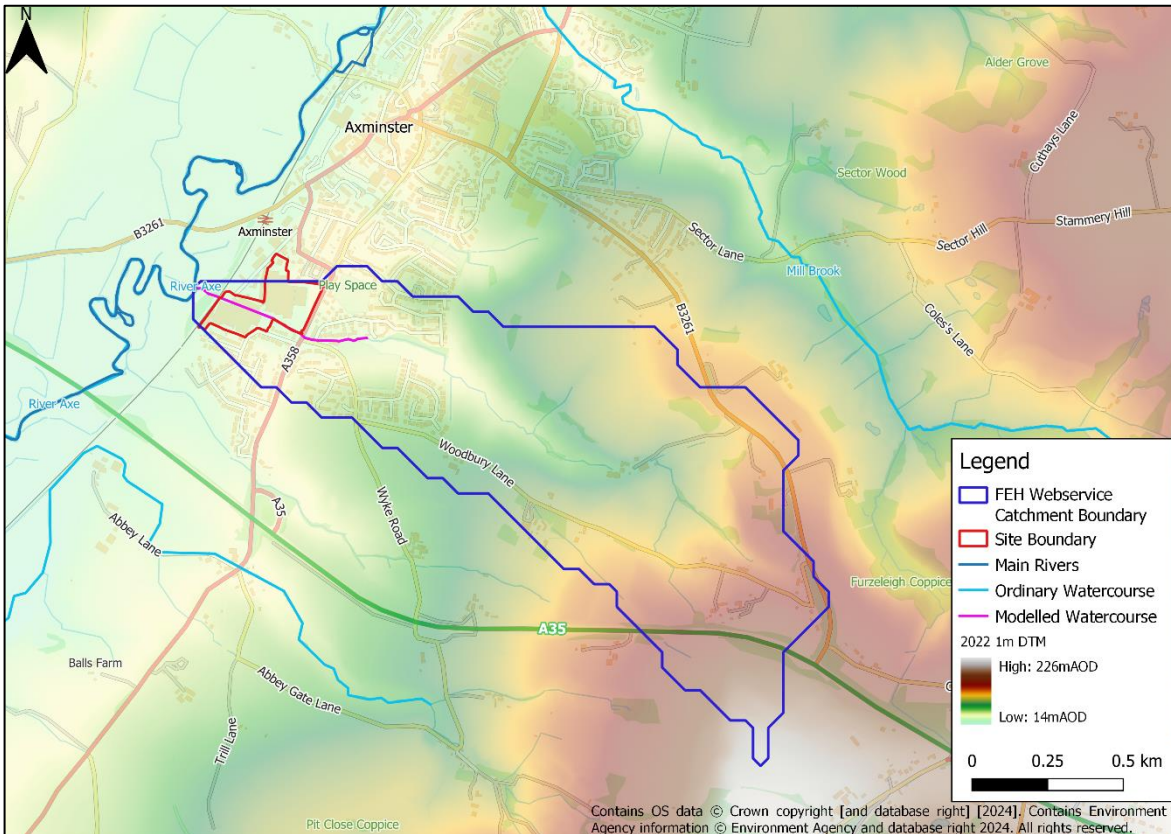 N
Alder Grove
Cuthays Lane
Axminster
Sector Wood
B3261
Axminster
Sector Lane
Sector Hill
Stammery Hill
Mill Brook
River Axe
Play Space
B3261
Coles's Lane
A358
River Axe
Woodbury Lane
Wyke Road
A35
Abbey Lane
Furzeleigh Coppice
A35
Balls Farm
Abbey Gate Lane
Trill Lane
Pit Close Coppice
Legend
FEH Webservice
Catchment Boundary
Site Boundary
Main Rivers
Ordinary Watercourse
Modelled Watercourse
2022 1m DTM
High: 226mAOD
Low: 14mAOD
0 0.25 0.5 km
Contains OS data © Crown copyright [and database right] [2024]. Contains Environment
Agency information © Environment Agency and database right 2024. All rights reserved.